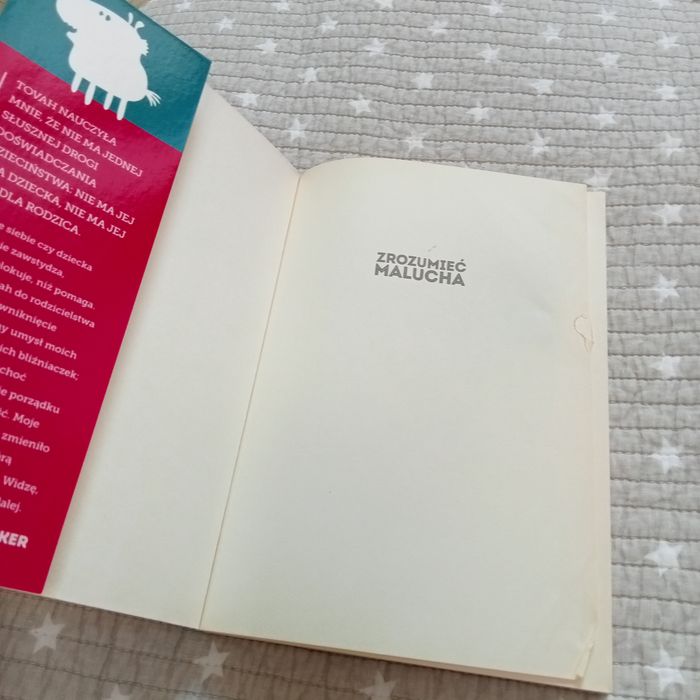 TOVAH NAUCZYŁA
MNIE, ŻE NIE MA JEDNEJ
SŁUSZNEJ DROGI
DOŚWIADCZANIA
DZIECIŃSTWA: NIE MA JEJ
DZIECKA, NIE MA JEJ
DLA RODZICA.
siebie czy dziecka
zawstydza,
niż pomaga.
do rodzicielstwa
wniknięcie
umysł moich
bliźniaczek;
choć
porządku
Moje
zmieniło
Widzę,
dalej.
ZROZUMIEĆ
MALUCHA